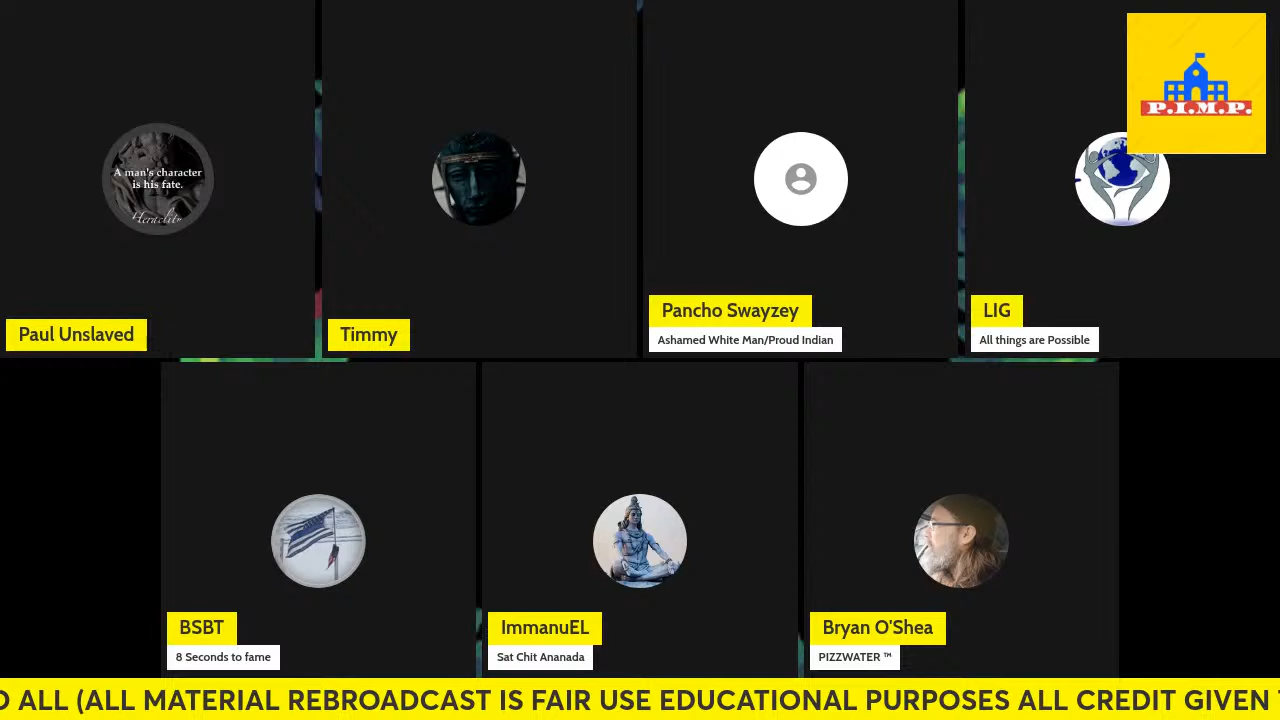 A man's character
is his fate.
P.I.M.P.
Paul Unslaved
Timmy
Pancho Swayzey
Ashamed White Man/Proud Indian
LIG
All things are Possible
BSBT
8 Seconds to fame
ImmanuEL
Sat Chit Ananada
Bryan O'Shea
PIZZWATER ™
ALL (ALL MATERIAL REBROADCAST IS FAIR USE EDUCATIONAL PURPOSES ALL CREDIT GIVEN